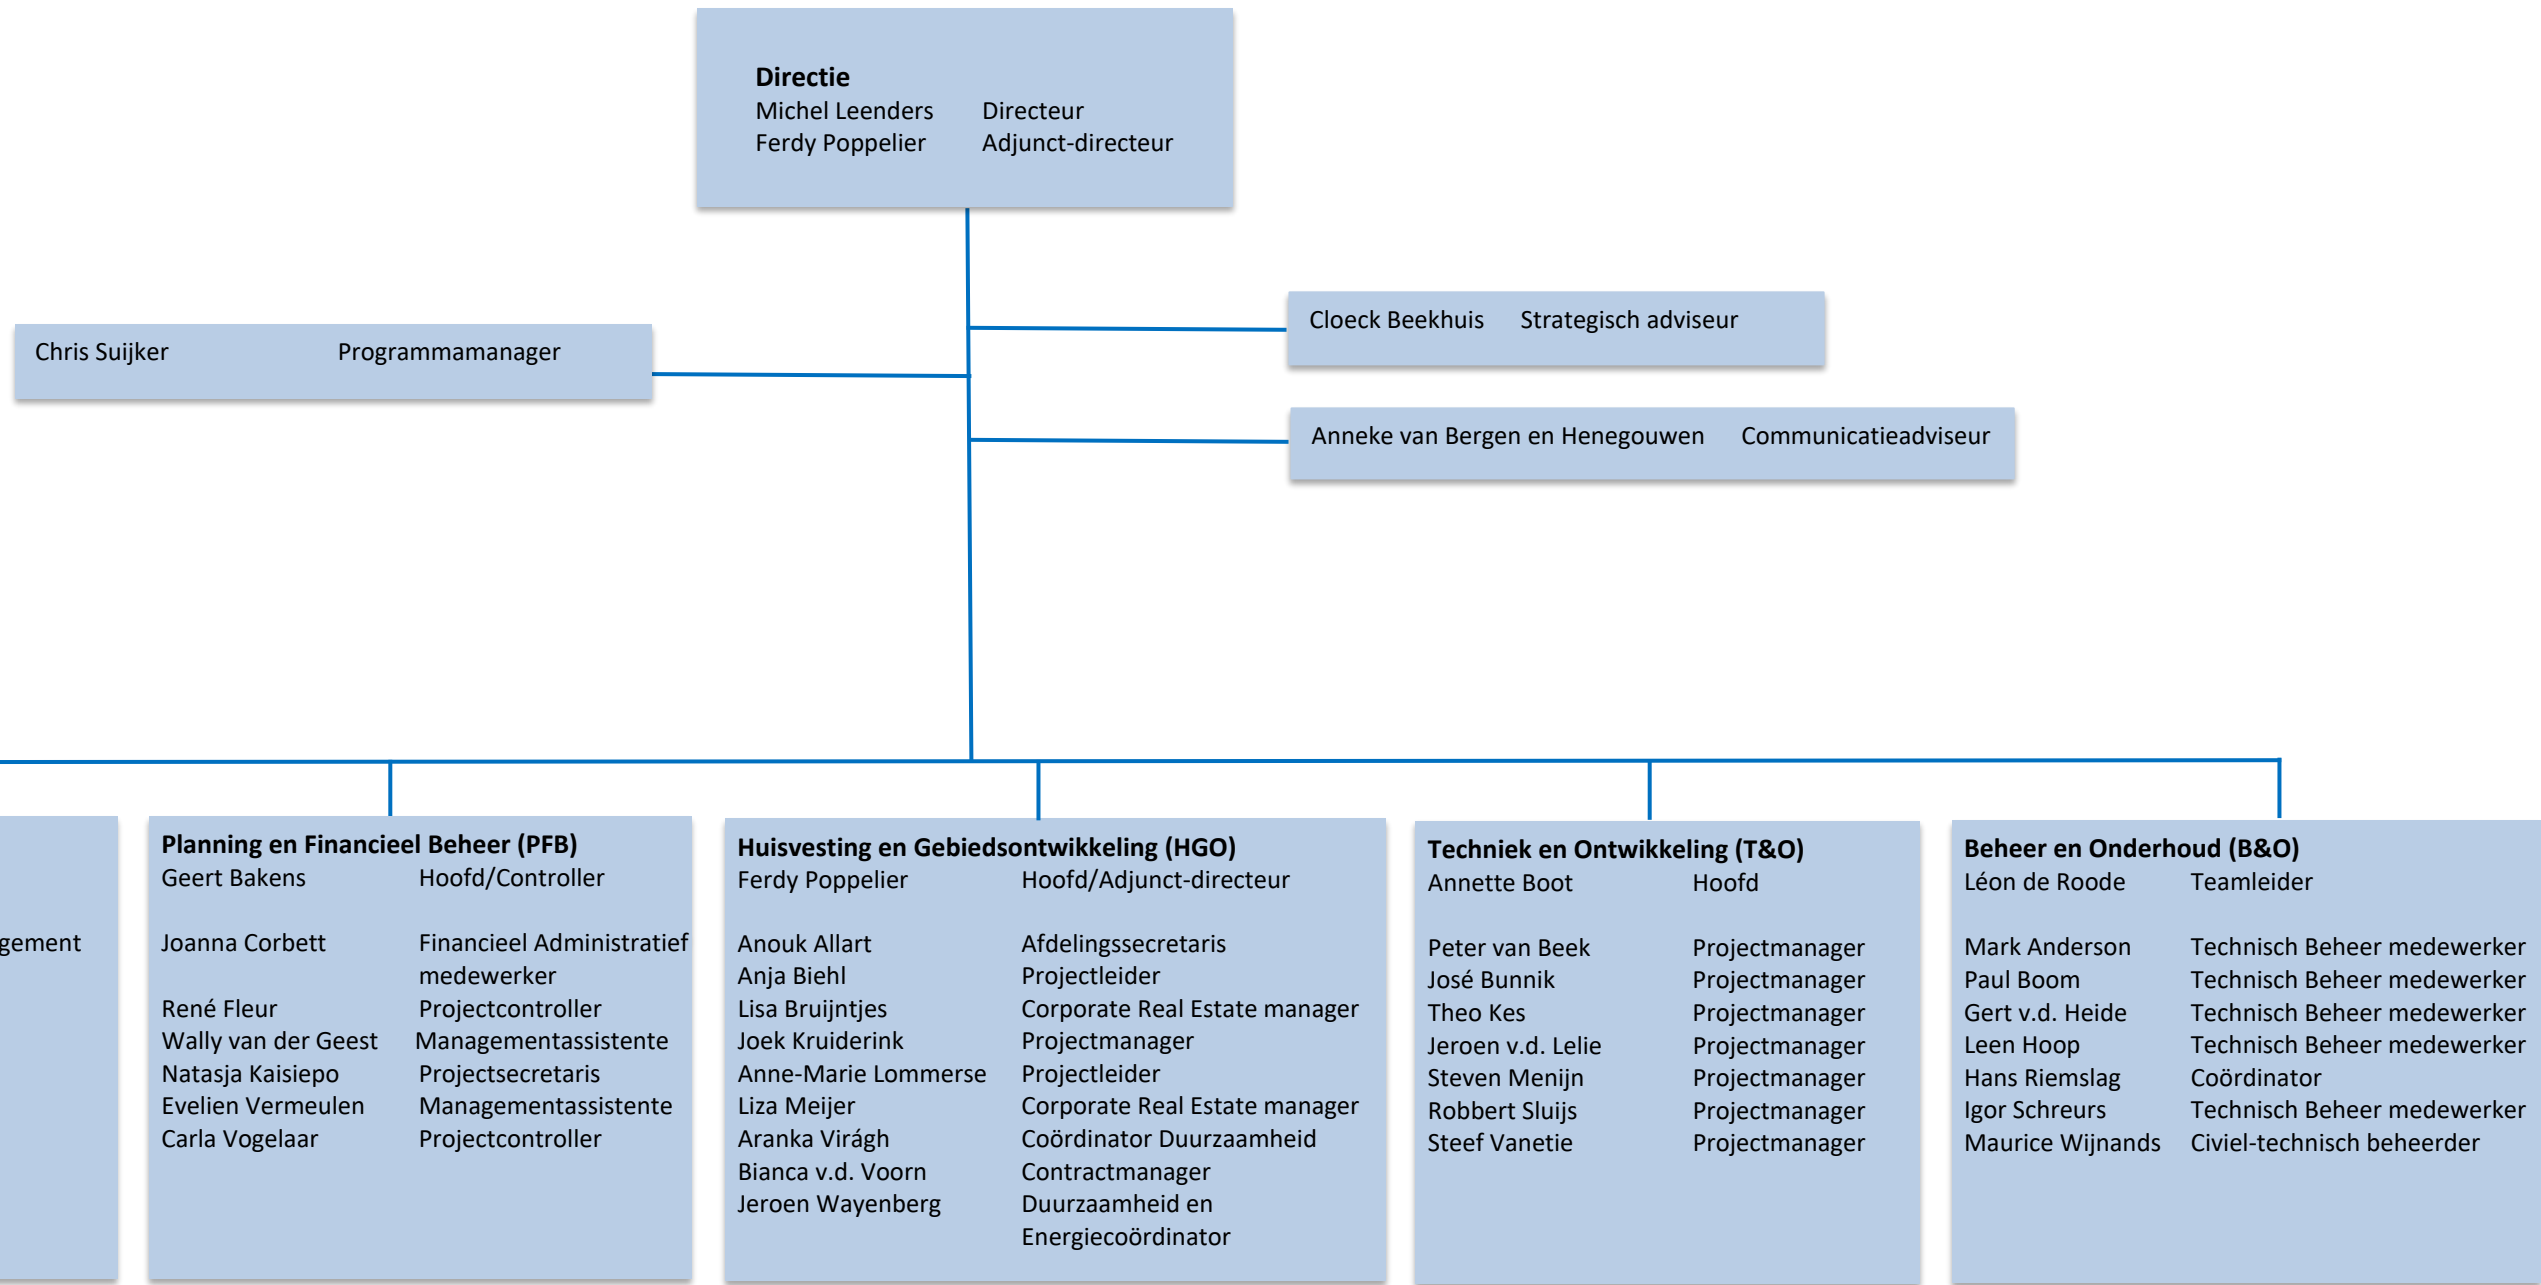 Directie
Michel Leenders Directeur
Ferdy Poppelier Adjunct-directeur
Cloeck Beekhuis Strategisch adviseur
Chris Suijker Programmamanager
Anneke van Bergen en Henegouwen Communicatieadviseur
Planning en Financieel Beheer (PFB)
Geert Bakens Hoofd/Controller
Joanna Corbett Financieel Administratief
medewerker
René Fleur Projectcontroller
Wally van der Geest Managementassistente
Natasja Kaisiepo Projectsecretaris
Evelien Vermeulen Managementassistente
Carla Vogelaar Projectcontroller
Huisvesting en Gebiedsontwikkeling (HGO)
Ferdy Poppelier Hoofd/Adjunct-directeur
Anouk Allart Afdelingssecretaris
Anja Biehl Projectleider
Lisa Bruijntjes Corporate Real Estate manager
Joek Kruiderink Projectmanager
Anne-Marie Lommerse Projectleider
Liza Meijer Corporate Real Estate manager
Aranka Virágh Coördinator Duurzaamheid
Bianca v.d. Voorn Contractmanager
Jeroen Wayenberg Duurzaamheid en
Energiecoördinator
Techniek en Ontwikkeling (T&O)
Annette Boot Hoofd
Peter van Beek Projectmanager
José Bunnik Projectmanager
Theo Kes Projectmanager
Jeroen v.d. Lelie Projectmanager
Steven Menijn Projectmanager
Robbert Sluijs Projectmanager
Steef Vanetie Projectmanager
Beheer en Onderhoud (B&O)
Léon de Roode Teamleider
Mark Anderson Technisch Beheer medewerker
Paul Boom Technisch Beheer medewerker
Gert v.d. Heide Technisch Beheer medewerker
Leen Hoop Technisch Beheer medewerker
Hans Riemslag Coördinator
Igor Schreurs Technisch Beheer medewerker
Maurice Wijnands Civiel-technisch beheerder